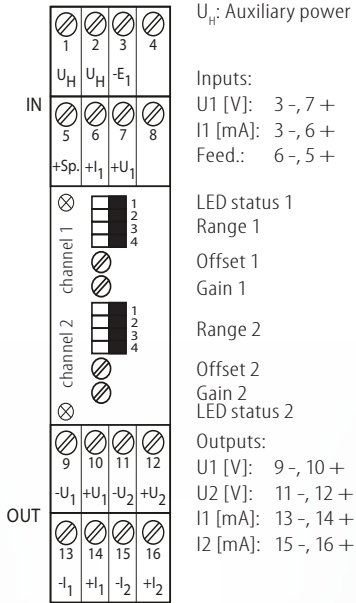 U_H: Auxiliary power
1 2 3 4
U_H U_H -E_1
Inputs:
IN
U1 [V]: 3 -, 7 +
I1 [mA]: 3 -, 6 +
5 6 7 8
Feed.: 6 -, 5 +
+Sp. +I_1 +U_1
LED status 1
channel 1
1
2
3
4
Range 1
Offset 1
Gain 1
channel 2
1
2
3
4
Range 2
Offset 2
Gain 2
LED status 2
Outputs:
9 10 11 12
U1 [V]: 9 -, 10 +
-U_1 +U_1 -U_2 +U_2
U2 [V]: 11 -, 12 +
OUT
I1 [mA]: 13 -, 14 +
I2 [mA]: 15 -, 16 +
13 14 15 16
-I_1 +I_1 -I_2 +I_2